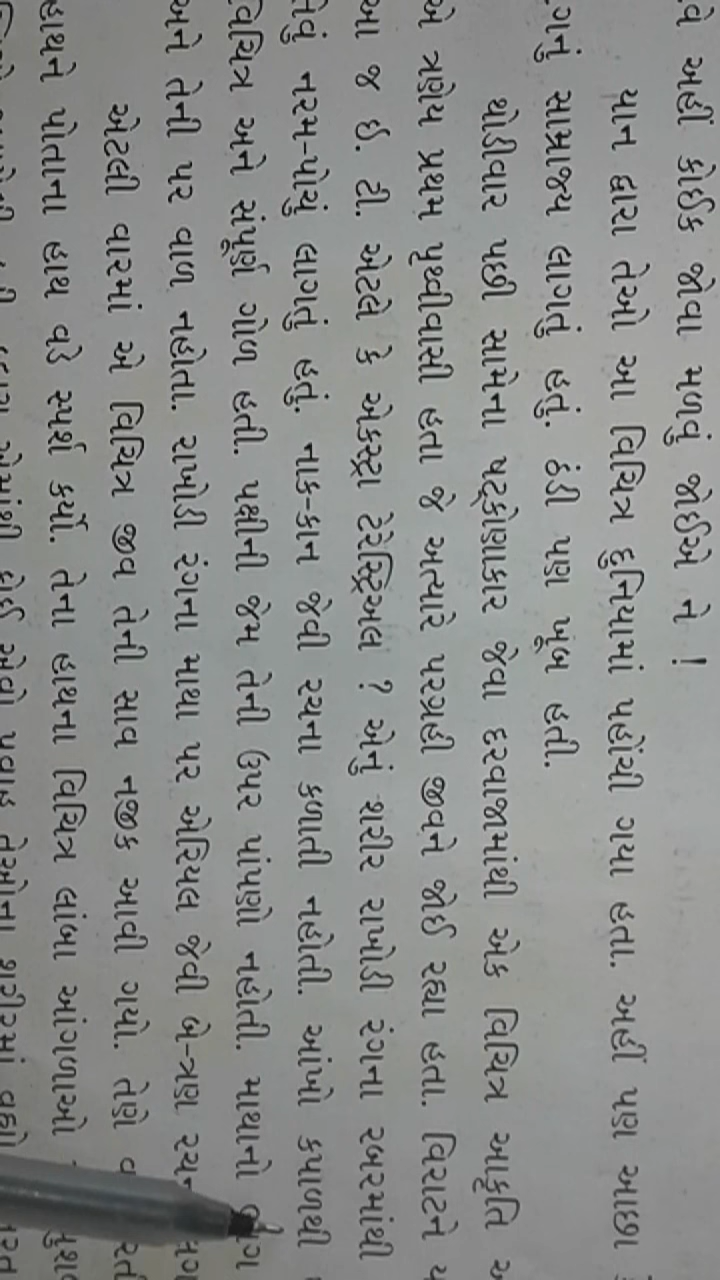 વે અહીં કોઈક જોવા મળવું જોઈએ ને !
યાન દ્વારા તેઓ આ વિચિત્ર દુનિયામાં પહોંચી ગયા હતા. અહીં પણ આછા
ગનું સામ્રાજ્ય લાગતું હતું. ઠંડી પણ ખૂબ હતી.
થોડીવાર પછી સામેના ષટ્કોણાકાર જેવા દરવાજામાંથી એક વિચિત્ર આકૃતિ
એ ત્રણેય પ્રથમ પૃથ્વીવાસી હતા જે અત્યારે પરગ્રહી જીવને જોઈ રહ્યા હતા. વિરાટને
આ જ ઇ. ટી. એટલે કે એક્સ્ટ્રા ટેરેસ્ટ્રિઅલ ? એનું શરીર રાખોડી રંગના રબરમાંથી
નેવું નરમ-પોચું લાગતું હતું. નાક-કાન જેવી રચના કળાતી નહોતી. આંખો કપાળથી
વિચિત્ર અને સંપૂર્ણ ગોળ હતી. પક્ષીની જેમ તેની ઉપર પાંપણો નહોતી. માથાનો
અને તેની પર વાળ નહોતા. રાખોડી રંગના માથા પર એરિયલ જેવી બે-ત્રણ
એટલી વારમાં એ વિચિત્ર જીવ તેની સાવ નજીક આવી ગયો. તેણે
હાથને પોતાના હાથ વડે સ્પર્શ કર્યો. તેના હાથના વિચિત્ર લાંબા આંગળાઓ